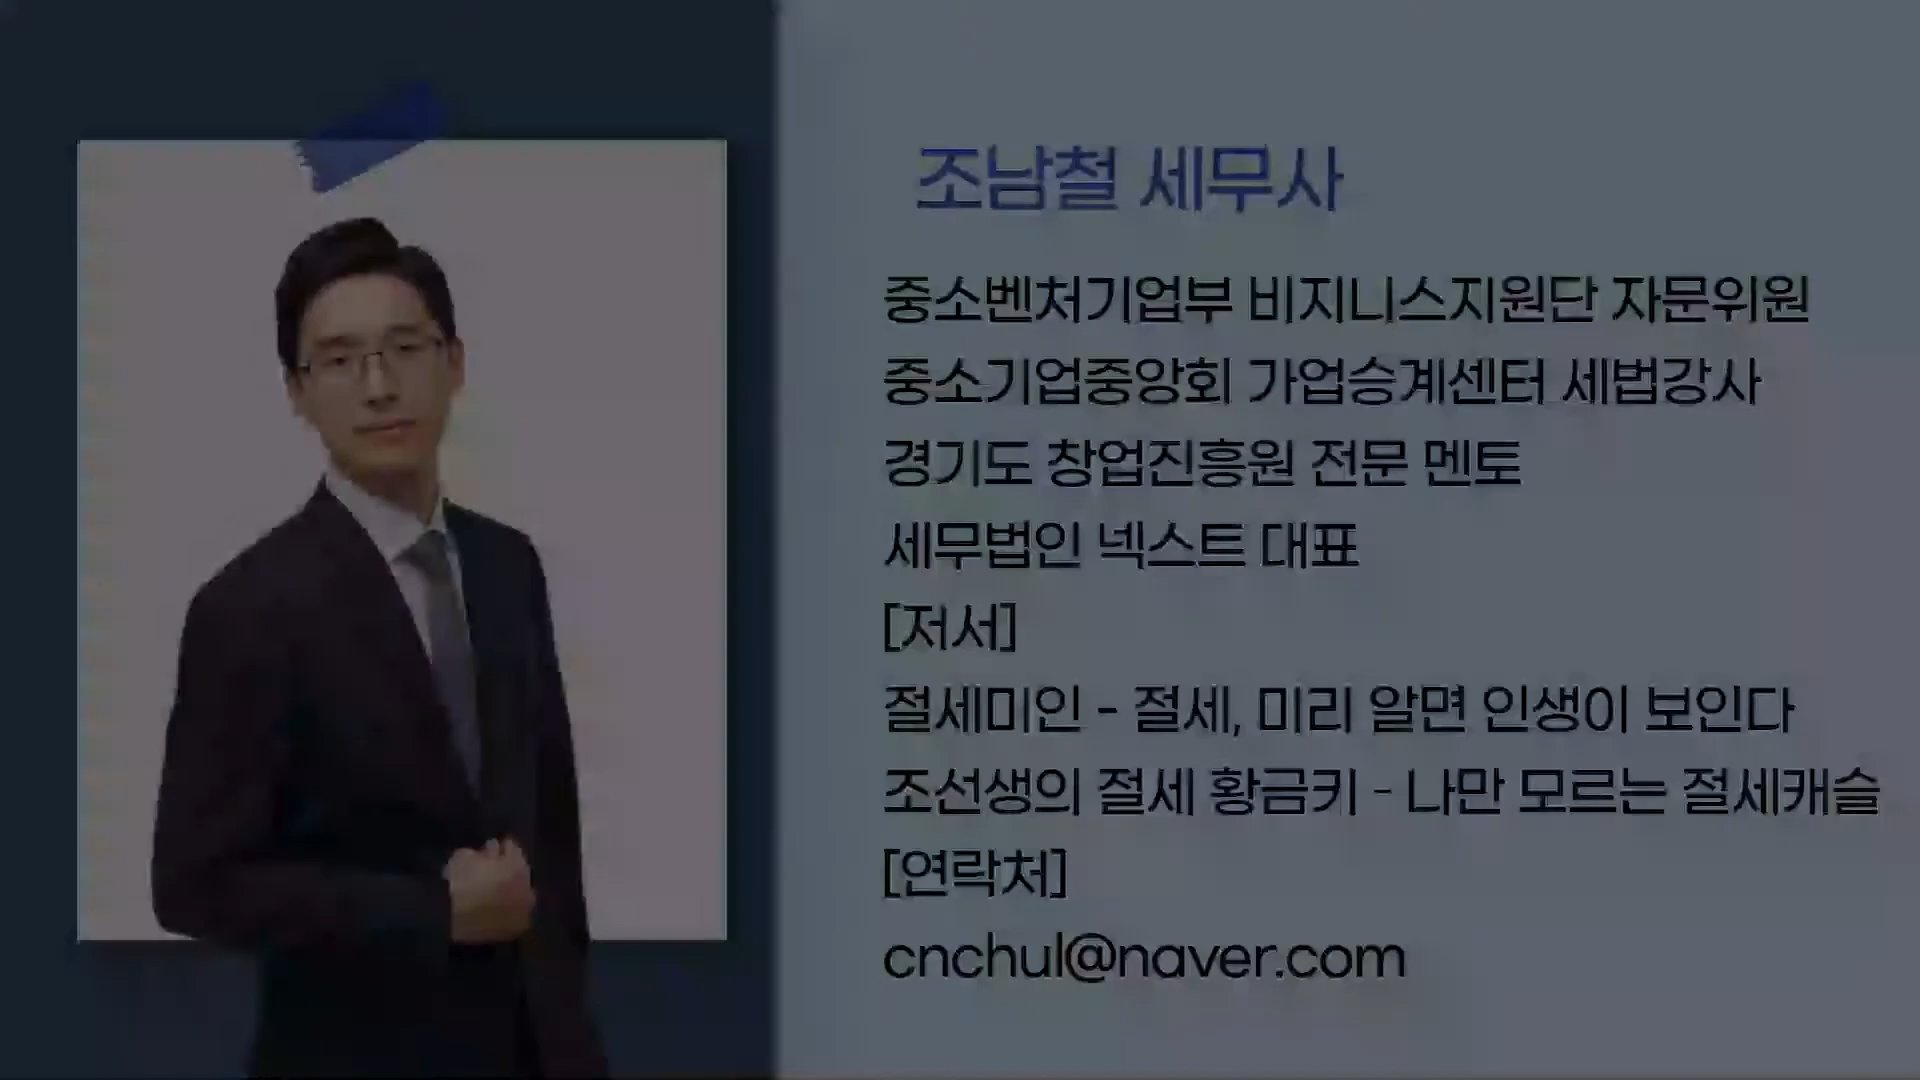 조남철 세무사
중소벤처기업부 비지니스지원단 자문위원
중소기업중앙회 가업승계센터 세법강사
경기도 창업진흥원 전문 멘토
세무법인 넥스트 대표
[저서]
절세미인 - 절세, 미리 알면 인생이 보인다
조선생의 절세 황금키 - 나만 모르는 절세캐슬
[연락처]
cnchul@naver.com